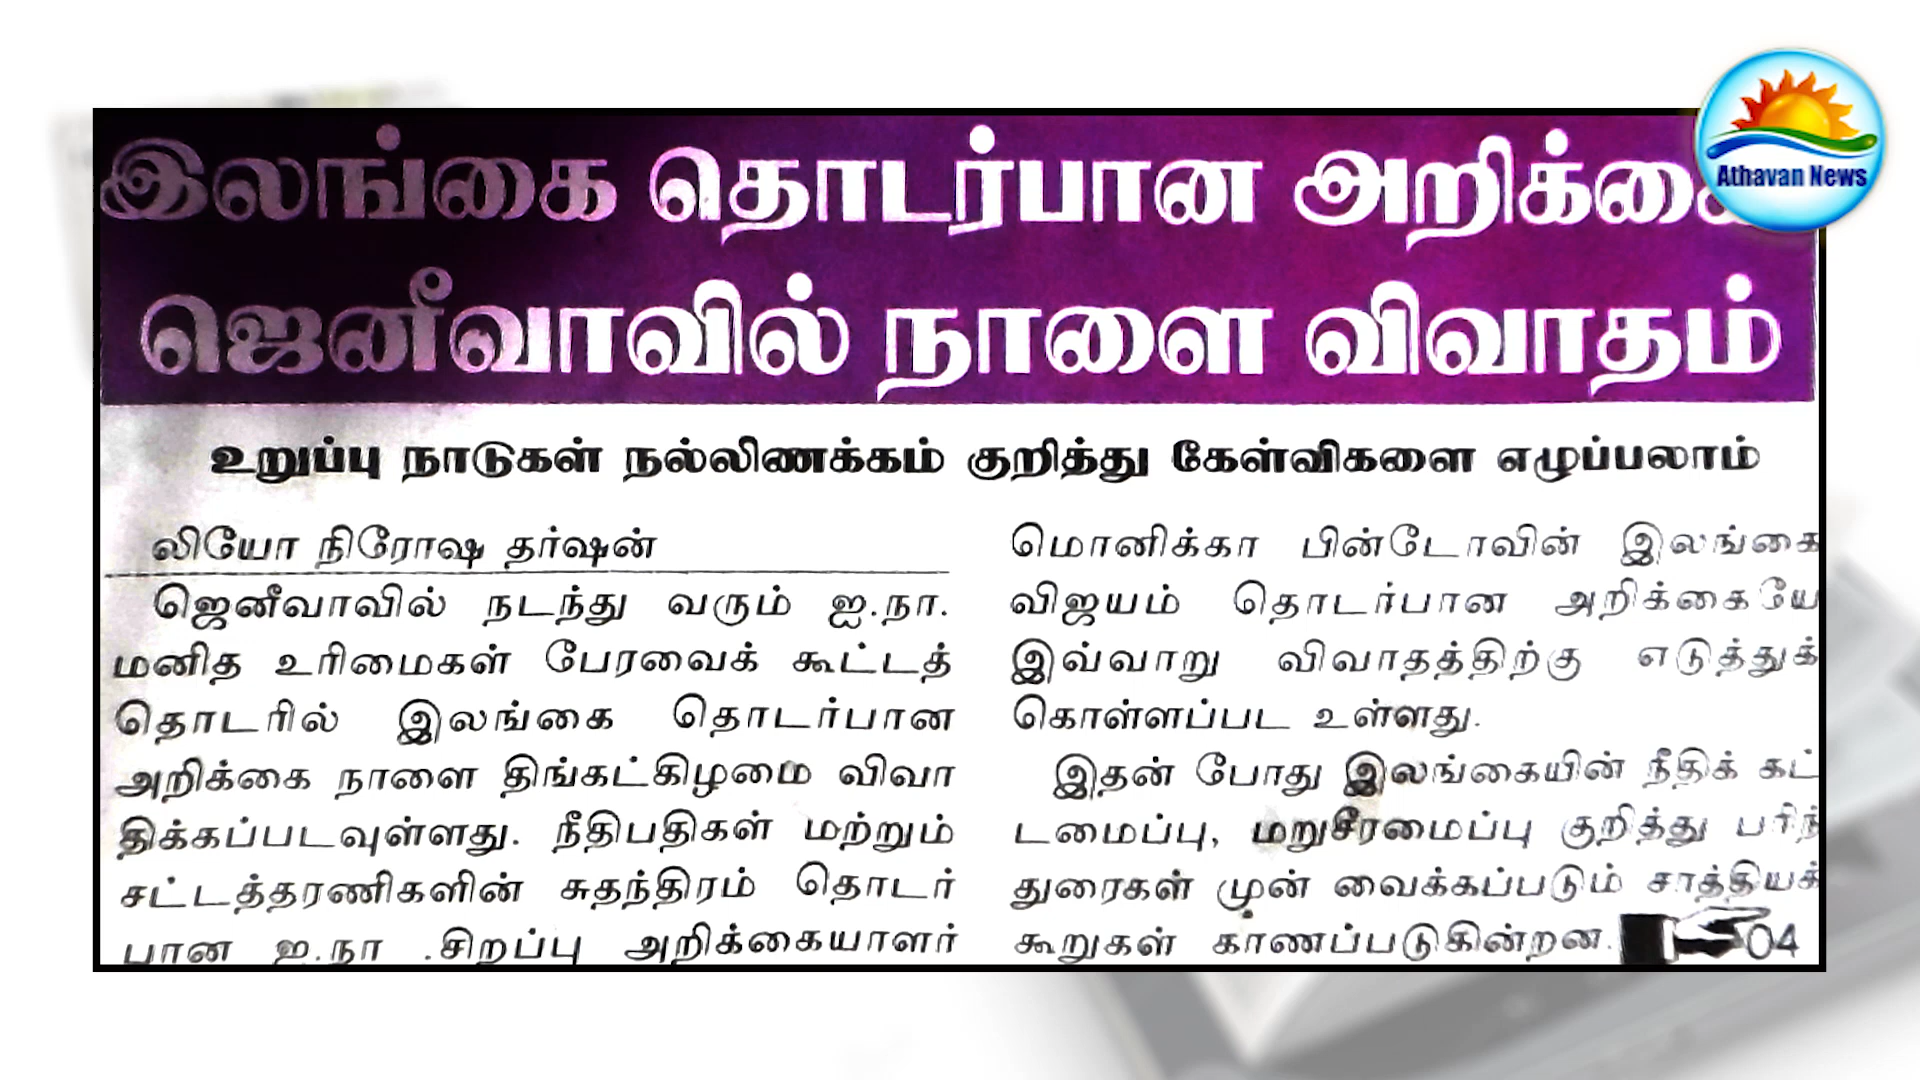 இலங்கை தொடர்பான அறிக்கை
ஜெனீவாவில் நாளை விவாதம்
உறுப்பு நாடுகள் நல்லிணக்கம் குறித்து கேள்விகளை எழுப்பலாம்
லியோ நிரோஷ தர்ஷன்
ஜெனீவாவில் நடந்து வரும் ஐ.நா.
மனித உரிமைகள் பேரவைக் கூட்டத்
தொடரில் இலங்கை தொடர்பான
அறிக்கை நாளை திங்கட்கிழமை விவா
திக்கப்படவுள்ளது. நீதிபதிகள் மற்றும்
சட்டத்தரணிகளின் சுதந்திரம் தொடர்
பான ஐ.நா .சிறப்பு அறிக்கையாளர்
மொனிக்கா பின்டோவின் இலங்கை
விஜயம் தொடர்பான அறிக்கையே
இவ்வாறு விவாதத்திற்கு எடுத்துக்
கொள்ளப்பட உள்ளது.
இதன் போது இலங்கையின் நீதிக் கட்
டமைப்பு, மறுசீரமைப்பு குறித்து பரிந்
துரைகள் முன் வைக்கப்படும் சாத்தியக்
கூறுகள் காணப்படுகின்றன. 04
Athavan News